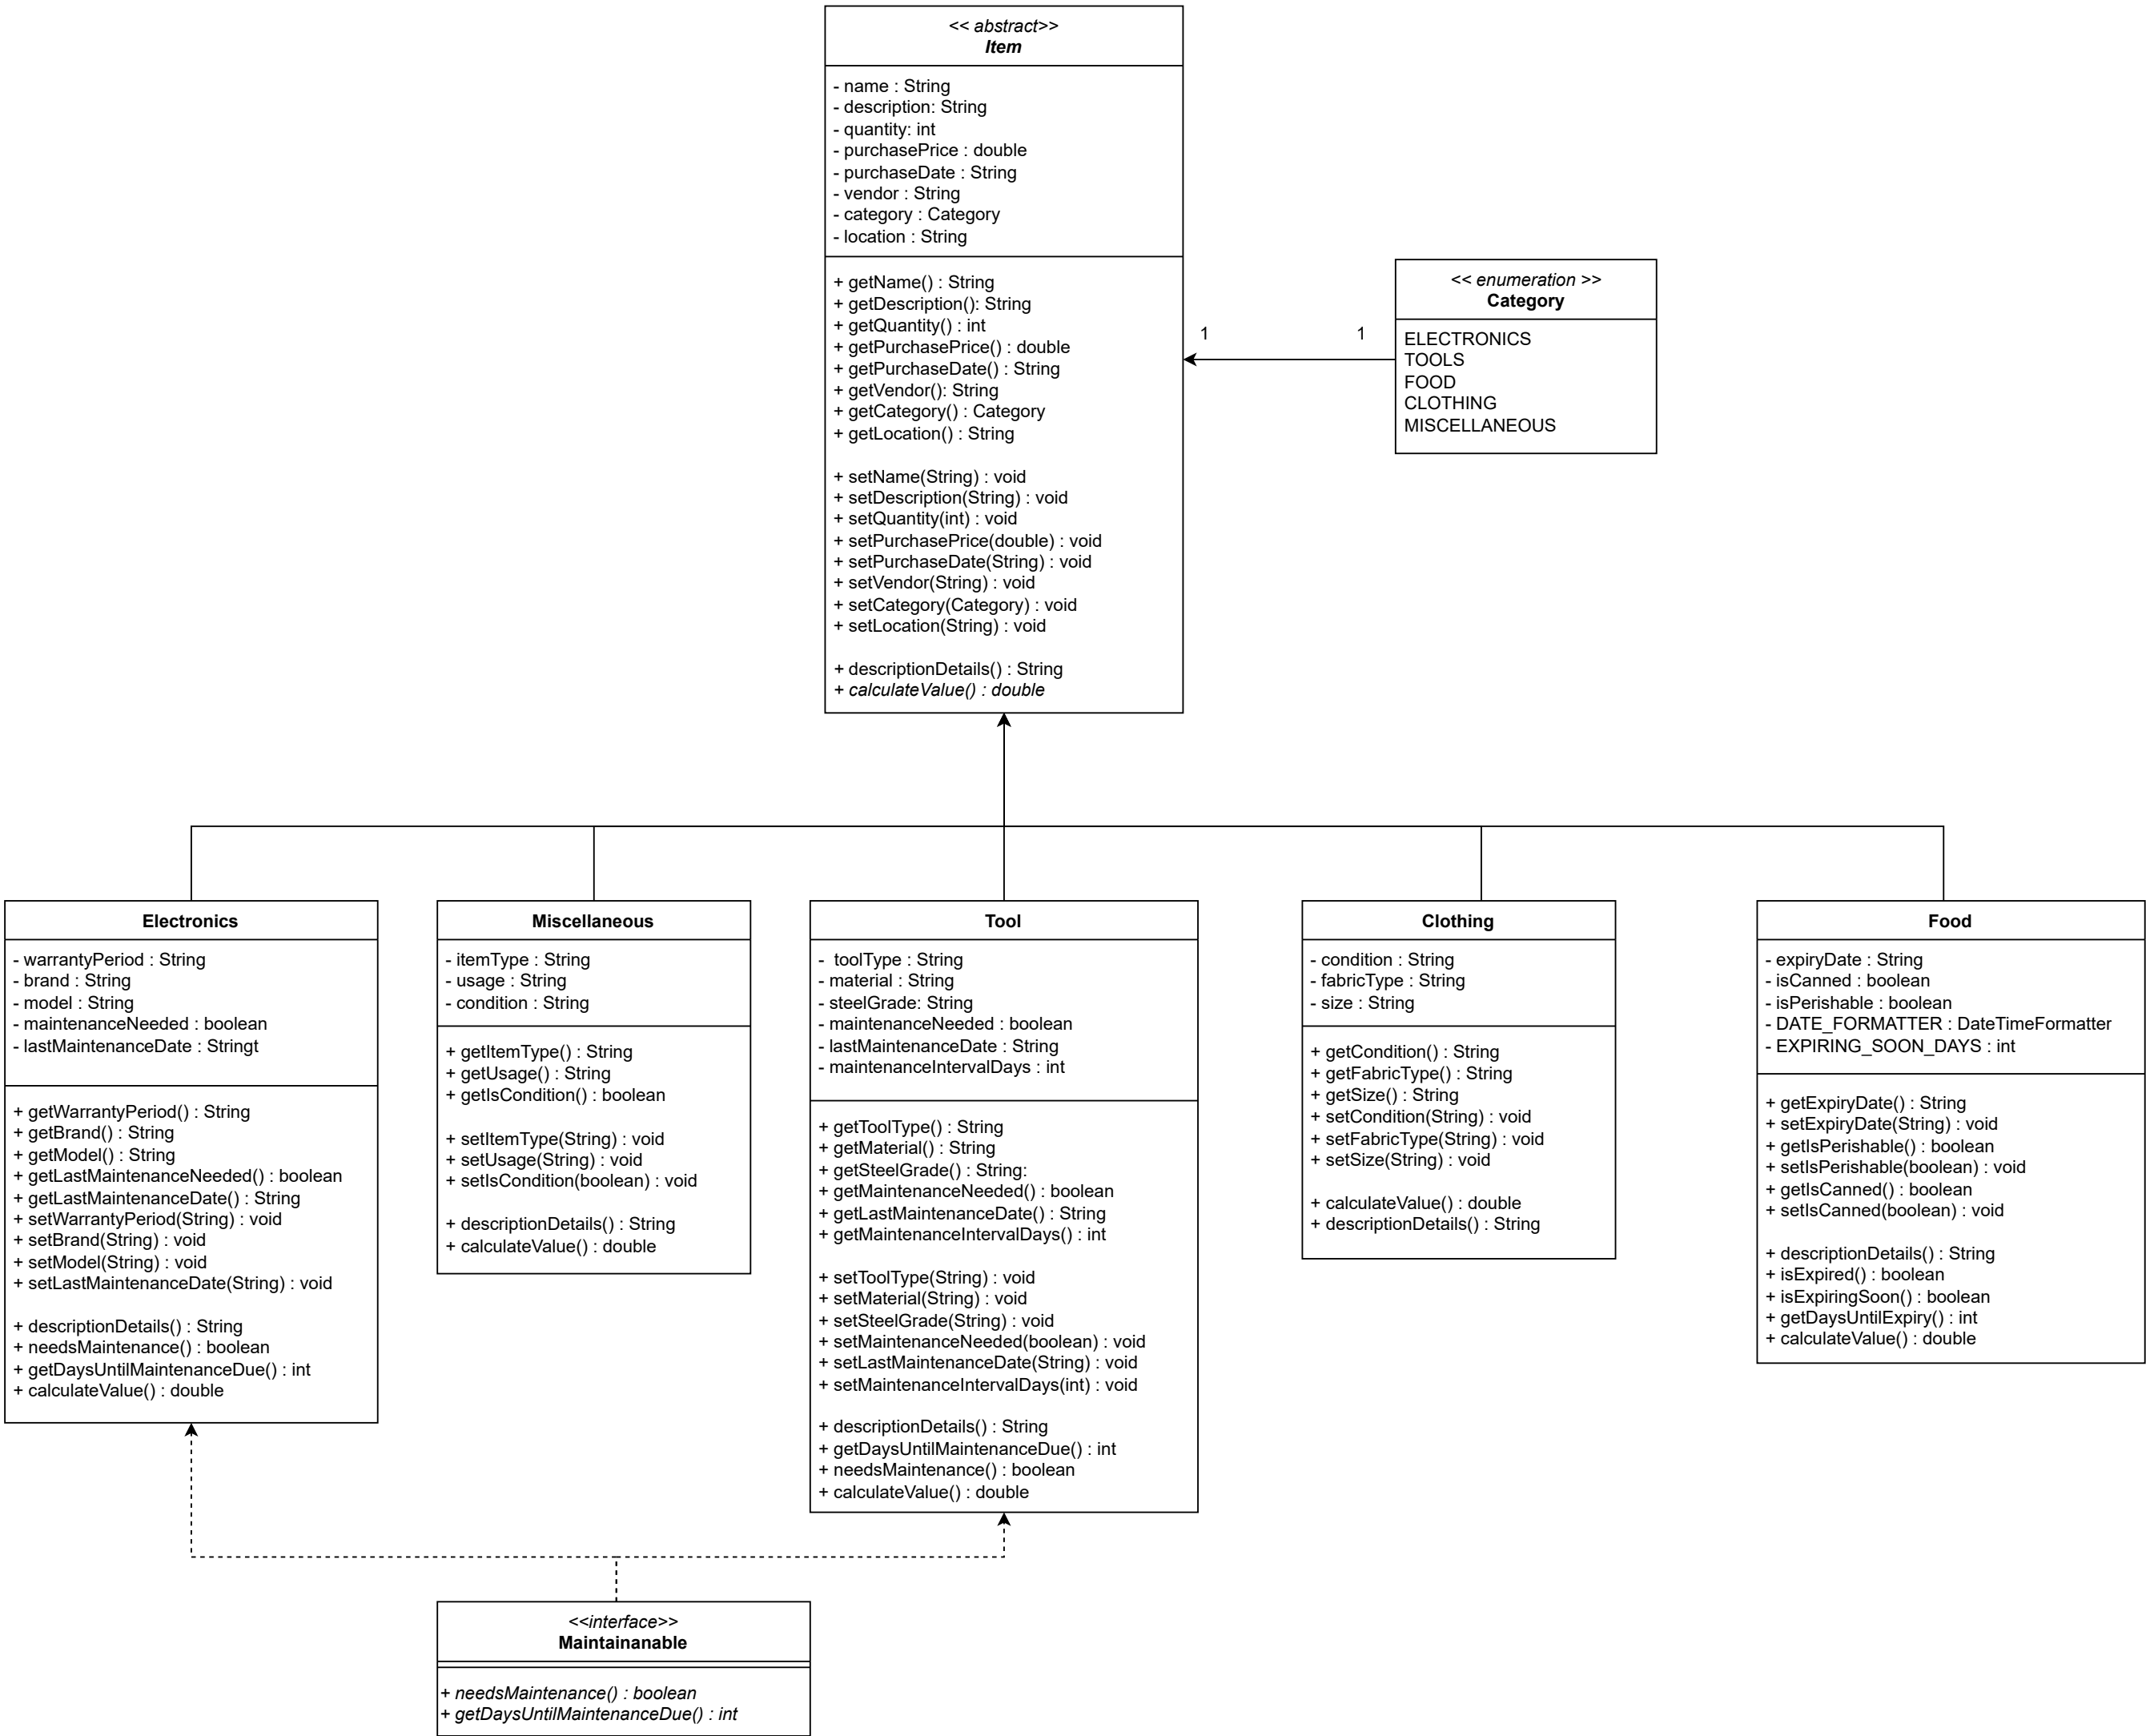 << abstract>>
Item
- name : String
- description: String
- quantity: int
- purchasePrice : double
- purchaseDate : String
- vendor : String
- category : Category
- location : String
+ getName() : String
+ getDescription(): String
+ getQuantity() : int
+ getPurchasePrice() : double
+ getPurchaseDate() : String
+ getVendor(): String
+ getCategory() : Category
+ getLocation() : String
+ setName(String) : void
+ setDescription(String) : void
+ setQuantity(int) : void
+ setPurchasePrice(double) : void
+ setPurchaseDate(String) : void
+ setVendor(String) : void
+ setCategory(Category) : void
+ setLocation(String) : void
+ descriptionDetails() : String
+ calculateValue() : double
1
1
<< enumeration >>
Category
ELECTRONICS
TOOLS
FOOD
CLOTHING
MISCELLANEOUS
Electronics
- warrantyPeriod : String
- brand : String
- model : String
- maintenanceNeeded : boolean
- lastMaintenanceDate : Stringt
+ getWarrantyPeriod() : String
+ getBrand() : String
+ getModel() : String
+ getLastMaintenanceNeeded() : boolean
+ getLastMaintenanceDate() : String
+ setWarrantyPeriod(String) : void
+ setBrand(String) : void
+ setModel(String) : void
+ setLastMaintenanceDate(String) : void
+ descriptionDetails() : String
+ needsMaintenance() : boolean
+ getDaysUntilMaintenanceDue() : int
+ calculateValue() : double
Miscellaneous
- itemType : String
- usage : String
- condition : String
+ getItemType() : String
+ getUsage() : String
+ getIsCondition() : boolean
+ setItemType(String) : void
+ setUsage(String) : void
+ setIsCondition(boolean) : void
+ descriptionDetails() : String
+ calculateValue() : double
Tool
- toolType : String
- material : String
- steelGrade: String
- maintenanceNeeded : boolean
- lastMaintenanceDate : String
- maintenanceIntervalDays : int
+ getToolType() : String
+ getMaterial() : String
+ getSteelGrade() : String:
+ getMaintenanceNeeded() : boolean
+ getLastMaintenanceDate() : String
+ getMaintenanceIntervalDays() : int
+ setToolType(String) : void
+ setMaterial(String) : void
+ setSteelGrade(String) : void
+ setMaintenanceNeeded(boolean) : void
+ setLastMaintenanceDate(String) : void
+ setMaintenanceIntervalDays(int) : void
+ descriptionDetails() : String
+ getDaysUntilMaintenanceDue() : int
+ needsMaintenance() : boolean
+ calculateValue() : double
Clothing
- condition : String
- fabricType : String
- size : String
+ getCondition() : String
+ getFabricType() : String
+ getSize() : String
+ setCondition(String) : void
+ setFabricType(String) : void
+ setSize(String) : void
+ calculateValue() : double
+ descriptionDetails() : String
Food
- expiryDate : String
- isCanned : boolean
- isPerishable : boolean
- DATE_FORMATTER : DateTimeFormatter
- EXPIRING_SOON_DAYS : int
+ getExpiryDate() : String
+ setExpiryDate(String) : void
+ getIsPerishable() : boolean
+ setIsPerishable(boolean) : void
+ getIsCanned() : boolean
+ setIsCanned(boolean) : void
+ descriptionDetails() : String
+ isExpired() : boolean
+ isExpiringSoon() : boolean
+ getDaysUntilExpiry() : int
+ calculateValue() : double
<<interface>>
Maintainanable
+ needsMaintenance() : boolean
+ getDaysUntilMaintenanceDue() : int